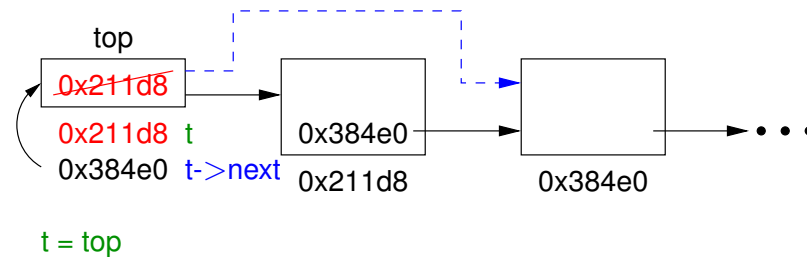 top
0x211d8
0x211d8 t
0x384e0
0x384e0 t->next
0x211d8
0x384e0
t = top